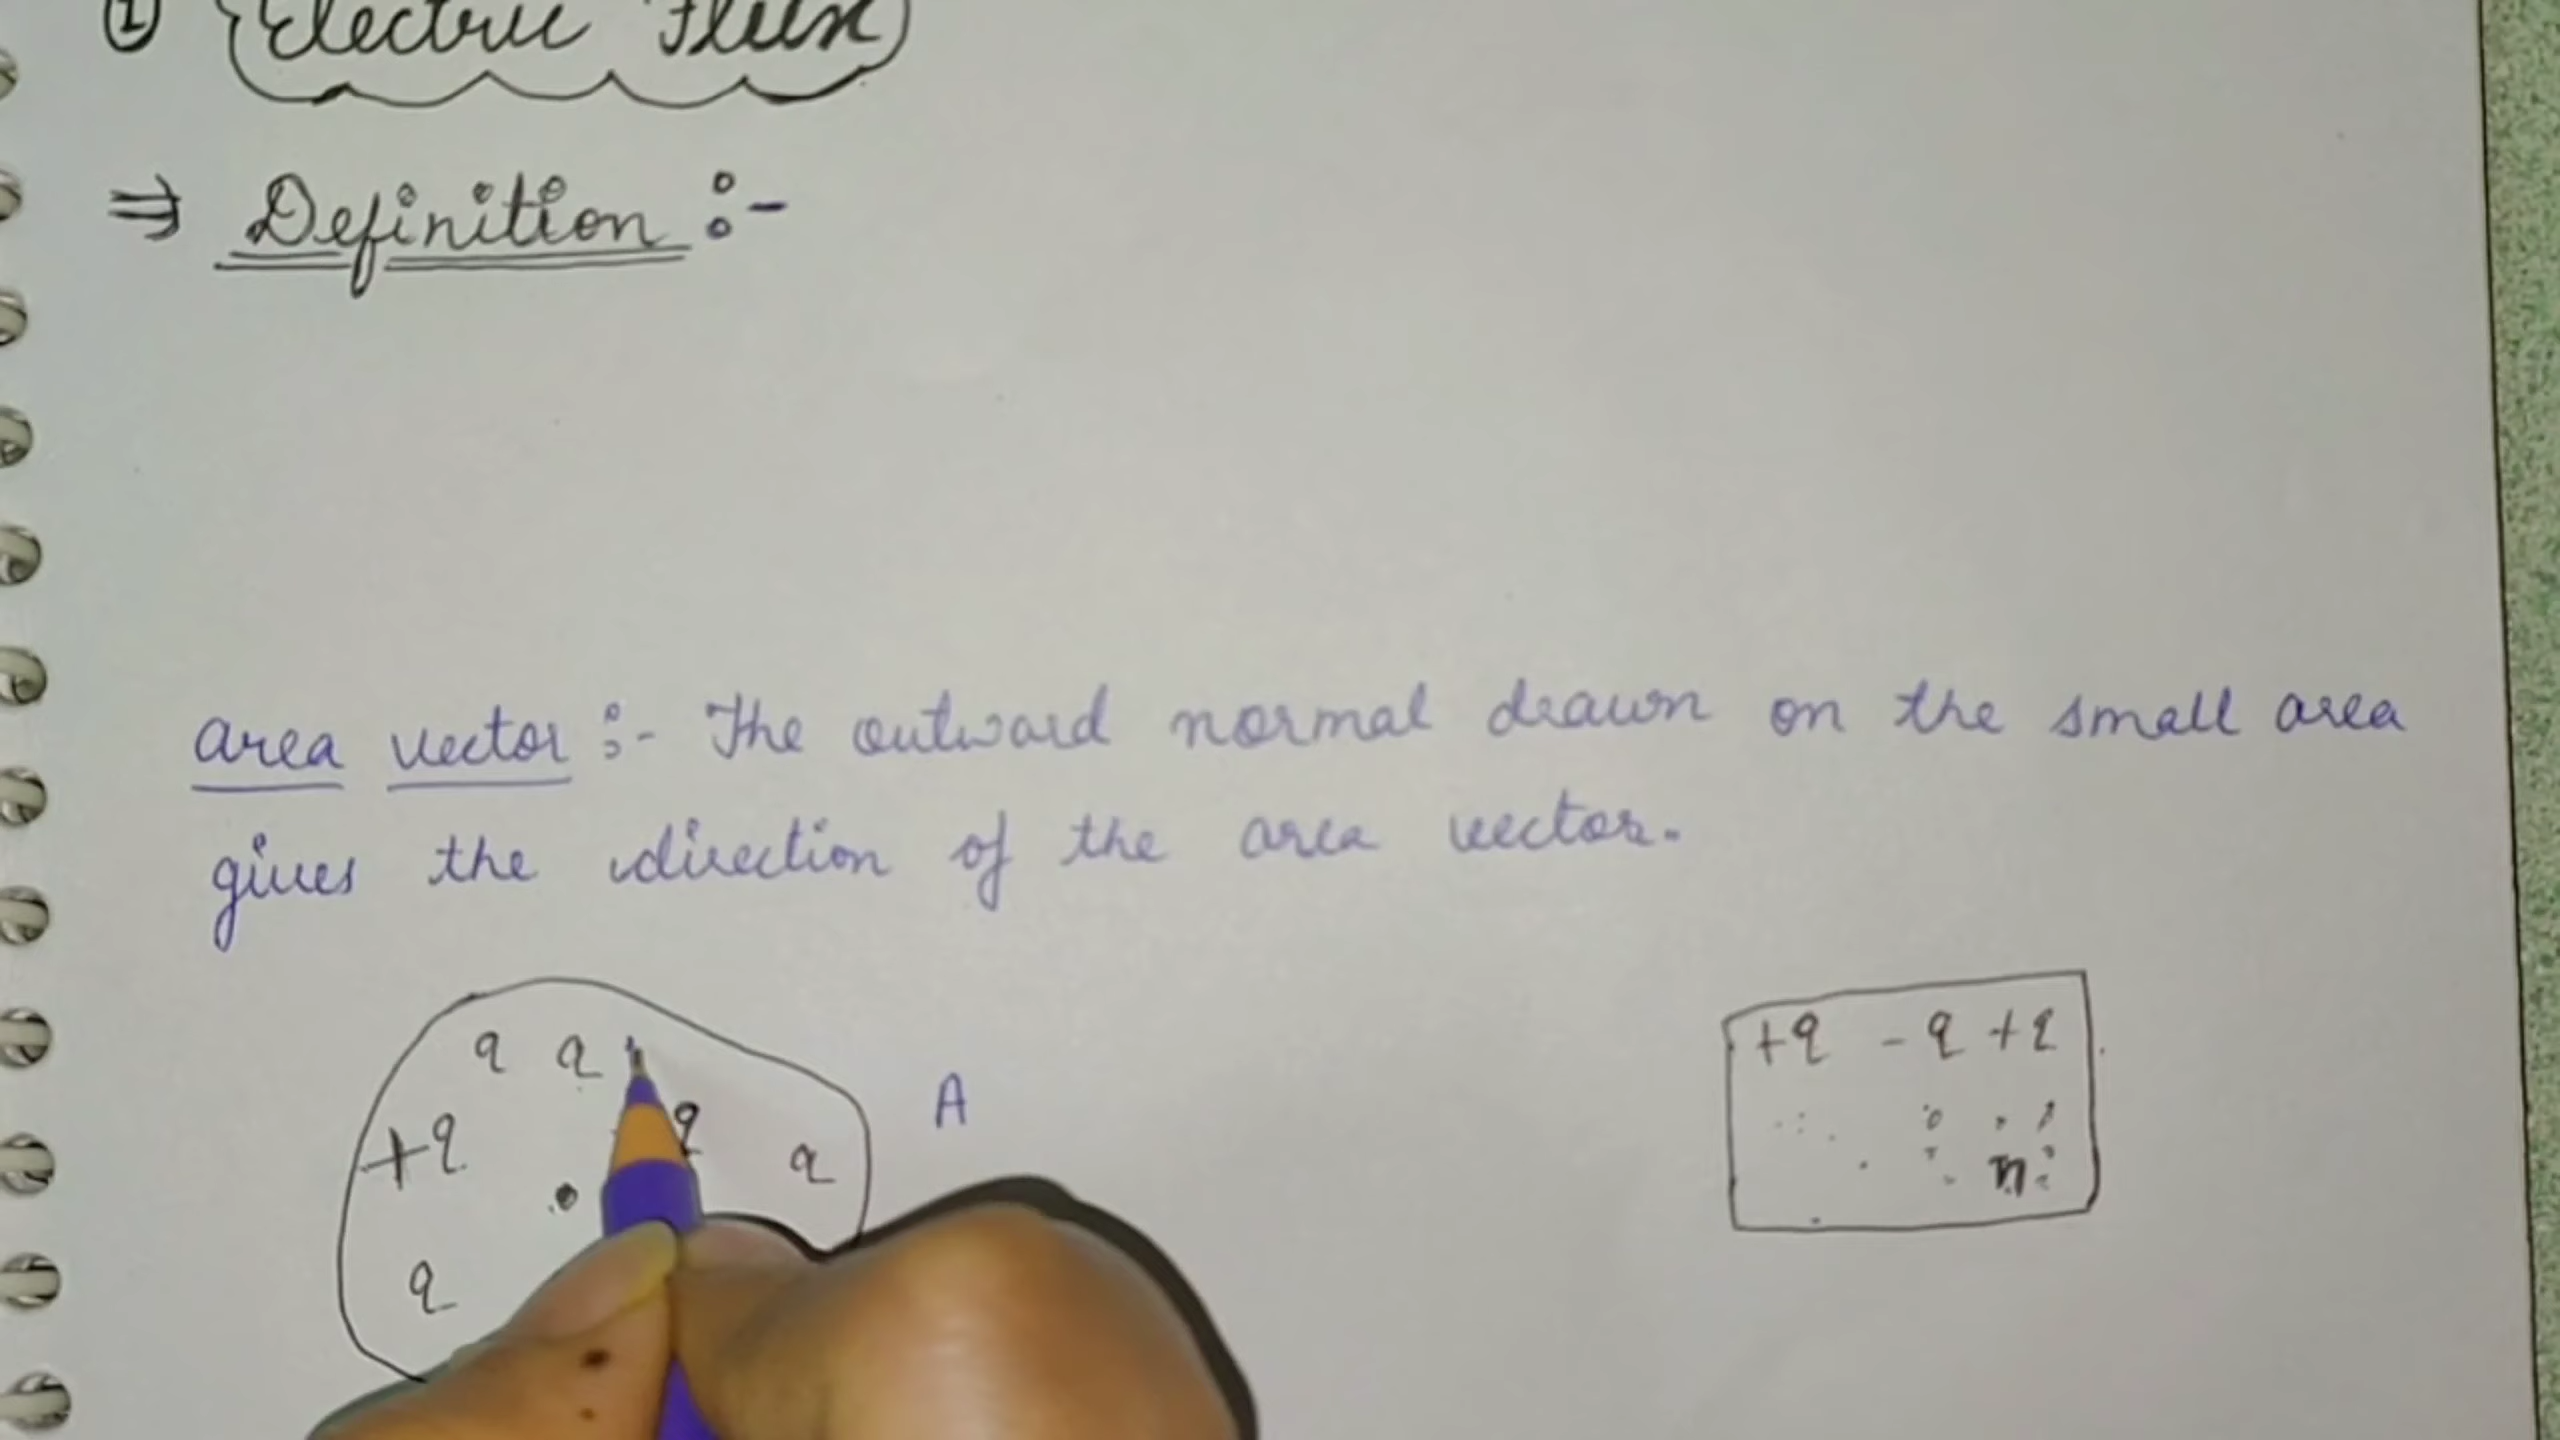 ① Electric Flux
⇒ Definition :-
area vector :- The outward normal drawn on the small area
gives the direction of the area vector.
q q
+q q q
q
A
+q -q +q
n